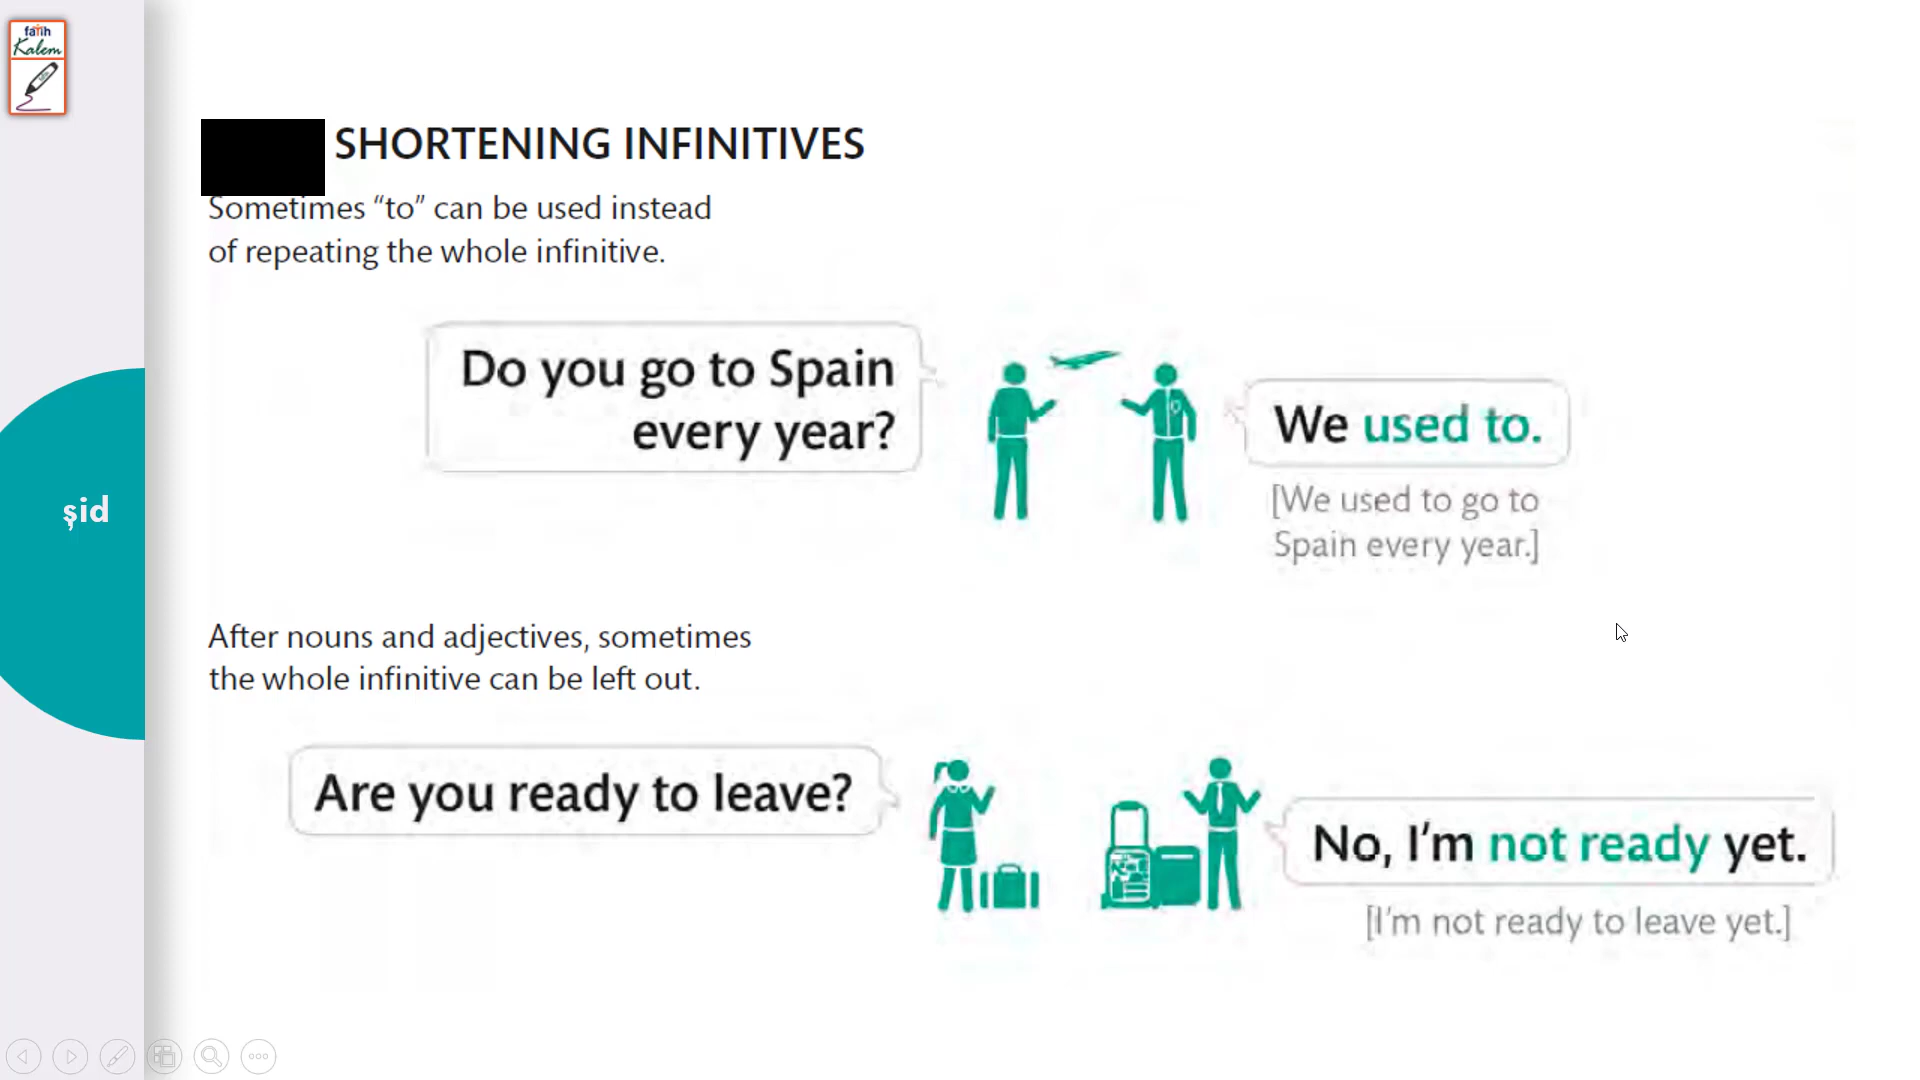 fatih
Kalem
SHORTENING INFINITIVES
Sometimes “to” can be used instead
of repeating the whole infinitive.
Do you go to Spain
every year?
We used to.
[We used to go to
Spain every year.]
şid
After nouns and adjectives, sometimes
the whole infinitive can be left out.
Are you ready to leave?
No, I’m not ready yet.
[I’m not ready to leave yet.]